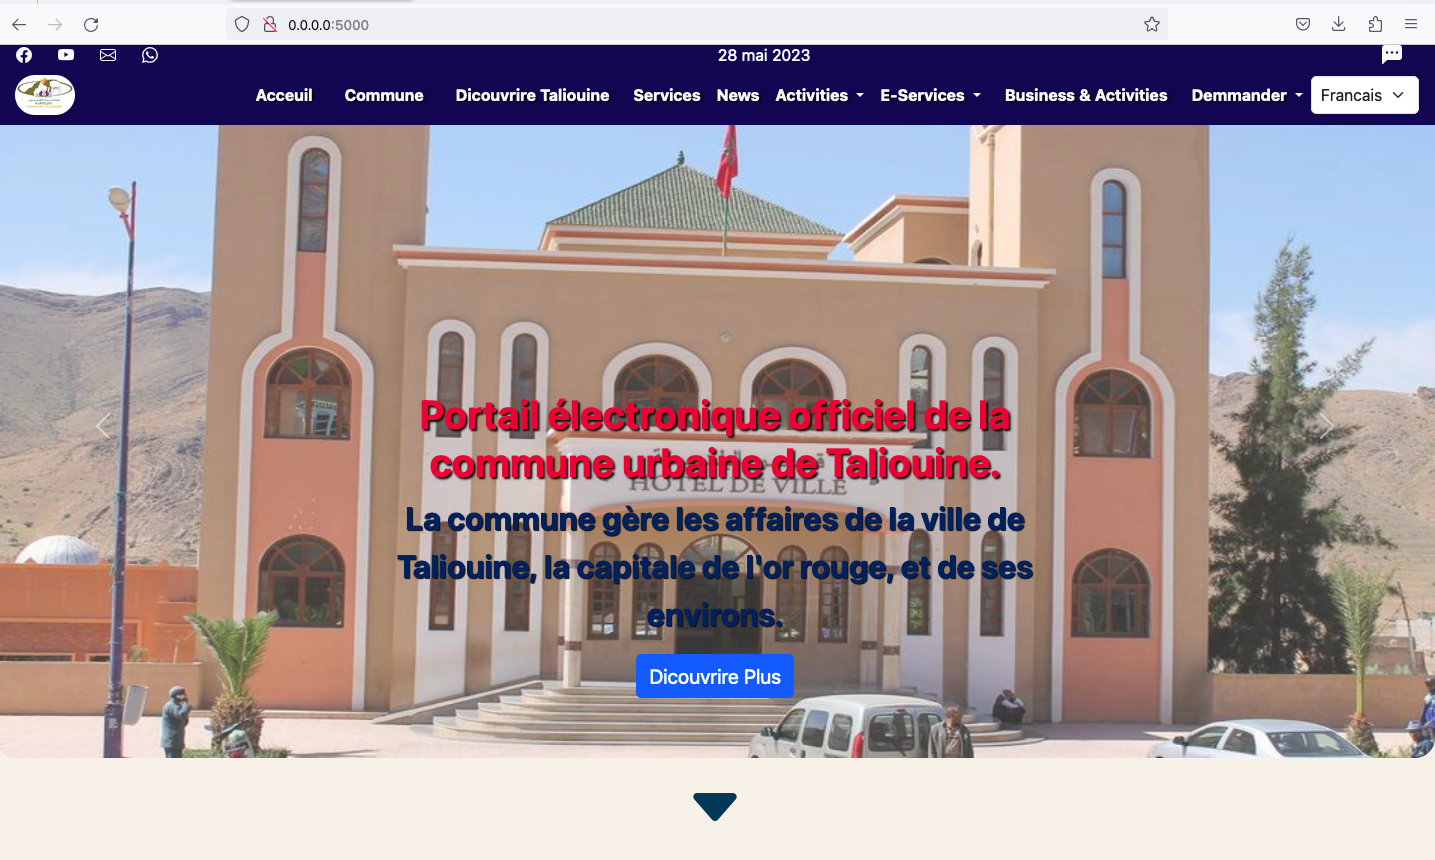 0.0.0.0:5000
28 mai 2023
Acceuil Commune Dicouvrire Taliouine Services News Activities E-Services Business & Activities Demmander Francais
Portail électronique officiel de la
commune urbaine de Taliouine.
HOTEL DE VILLE
La commune gère les affaires de la ville de
Taliouine, la capitale de l'or rouge, et de ses
environs.
Dicouvrire Plus